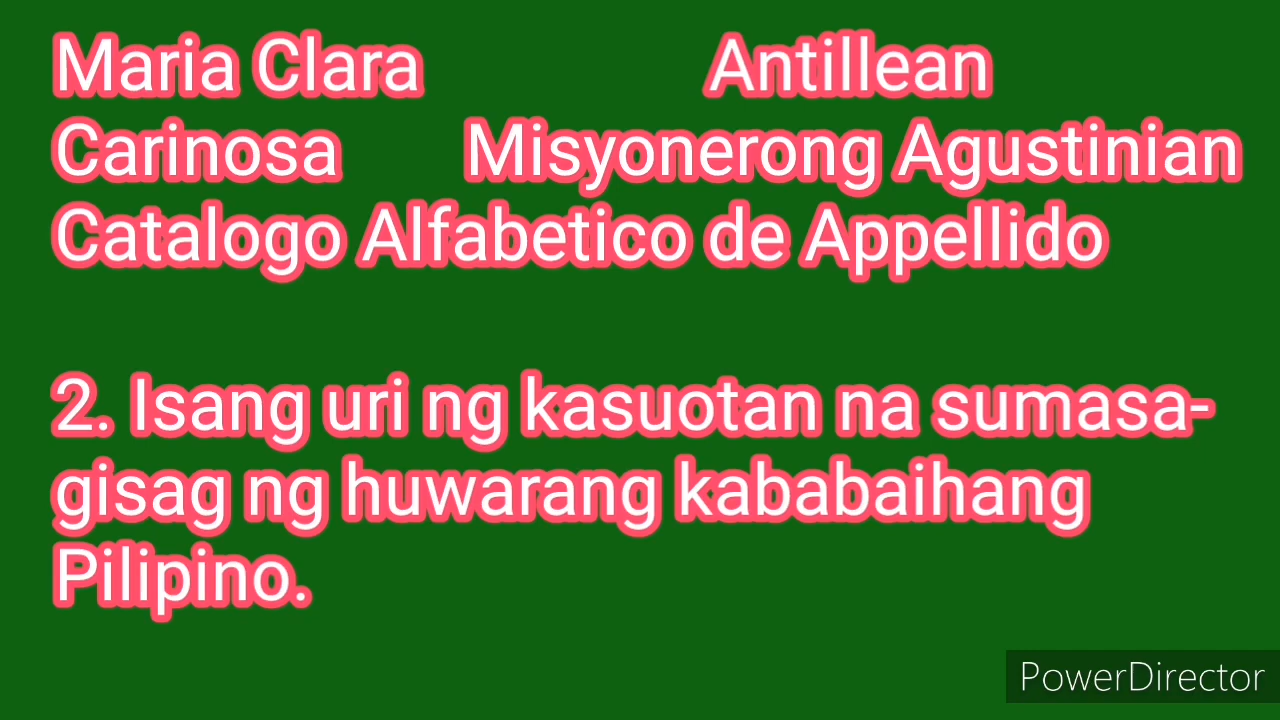 Maria Clara Antillean
Carinosa Misyonerong Agustinian
Catalogo Alfabetico de Appellido
2. Isang uri ng kasuotan na sumasa-
gisag ng huwarang kababaihang
Pilipino.
PowerDirector